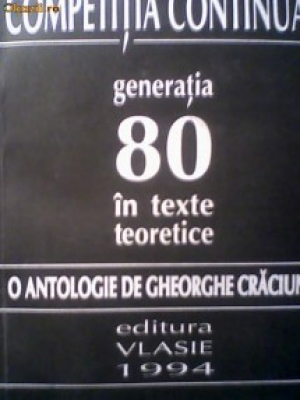 COMPETIȚIA CONTINUĂ
generația
80
în texte
teoretice
O ANTOLOGIE DE GHEORGHE CRĂCIUN
editura
VLASIE
1994